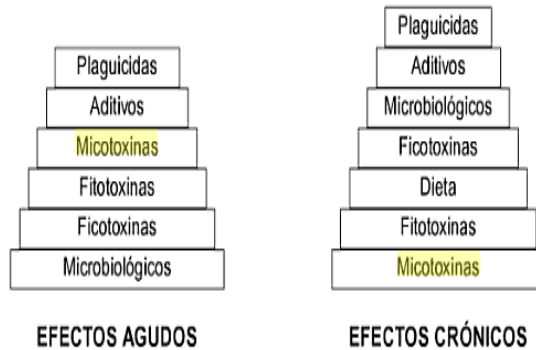 Plaguicidas
Aditivos
Micotoxinas
Fitotoxinas
Ficotoxinas
Microbiológicos
EFECTOS AGUDOS
Plaguicidas
Aditivos
Microbiológicos
Ficotoxinas
Dieta
Fitotoxinas
Micotoxinas
EFECTOS CRÓNICOS